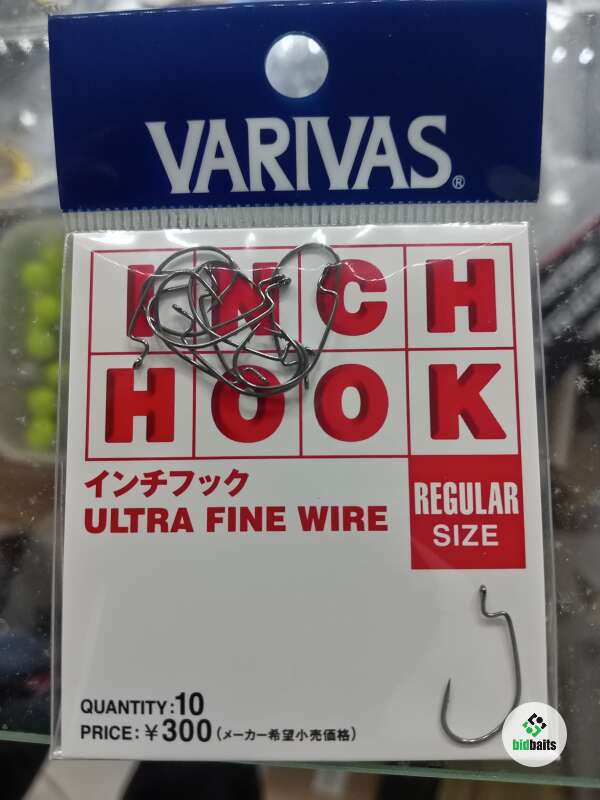 VARIVAS®
INCH
HOOK
インチフック
ULTRA FINE WIRE
REGULAR
SIZE
QUANTITY:10
PRICE:¥300(メーカー希望小売価格)
bidbaits